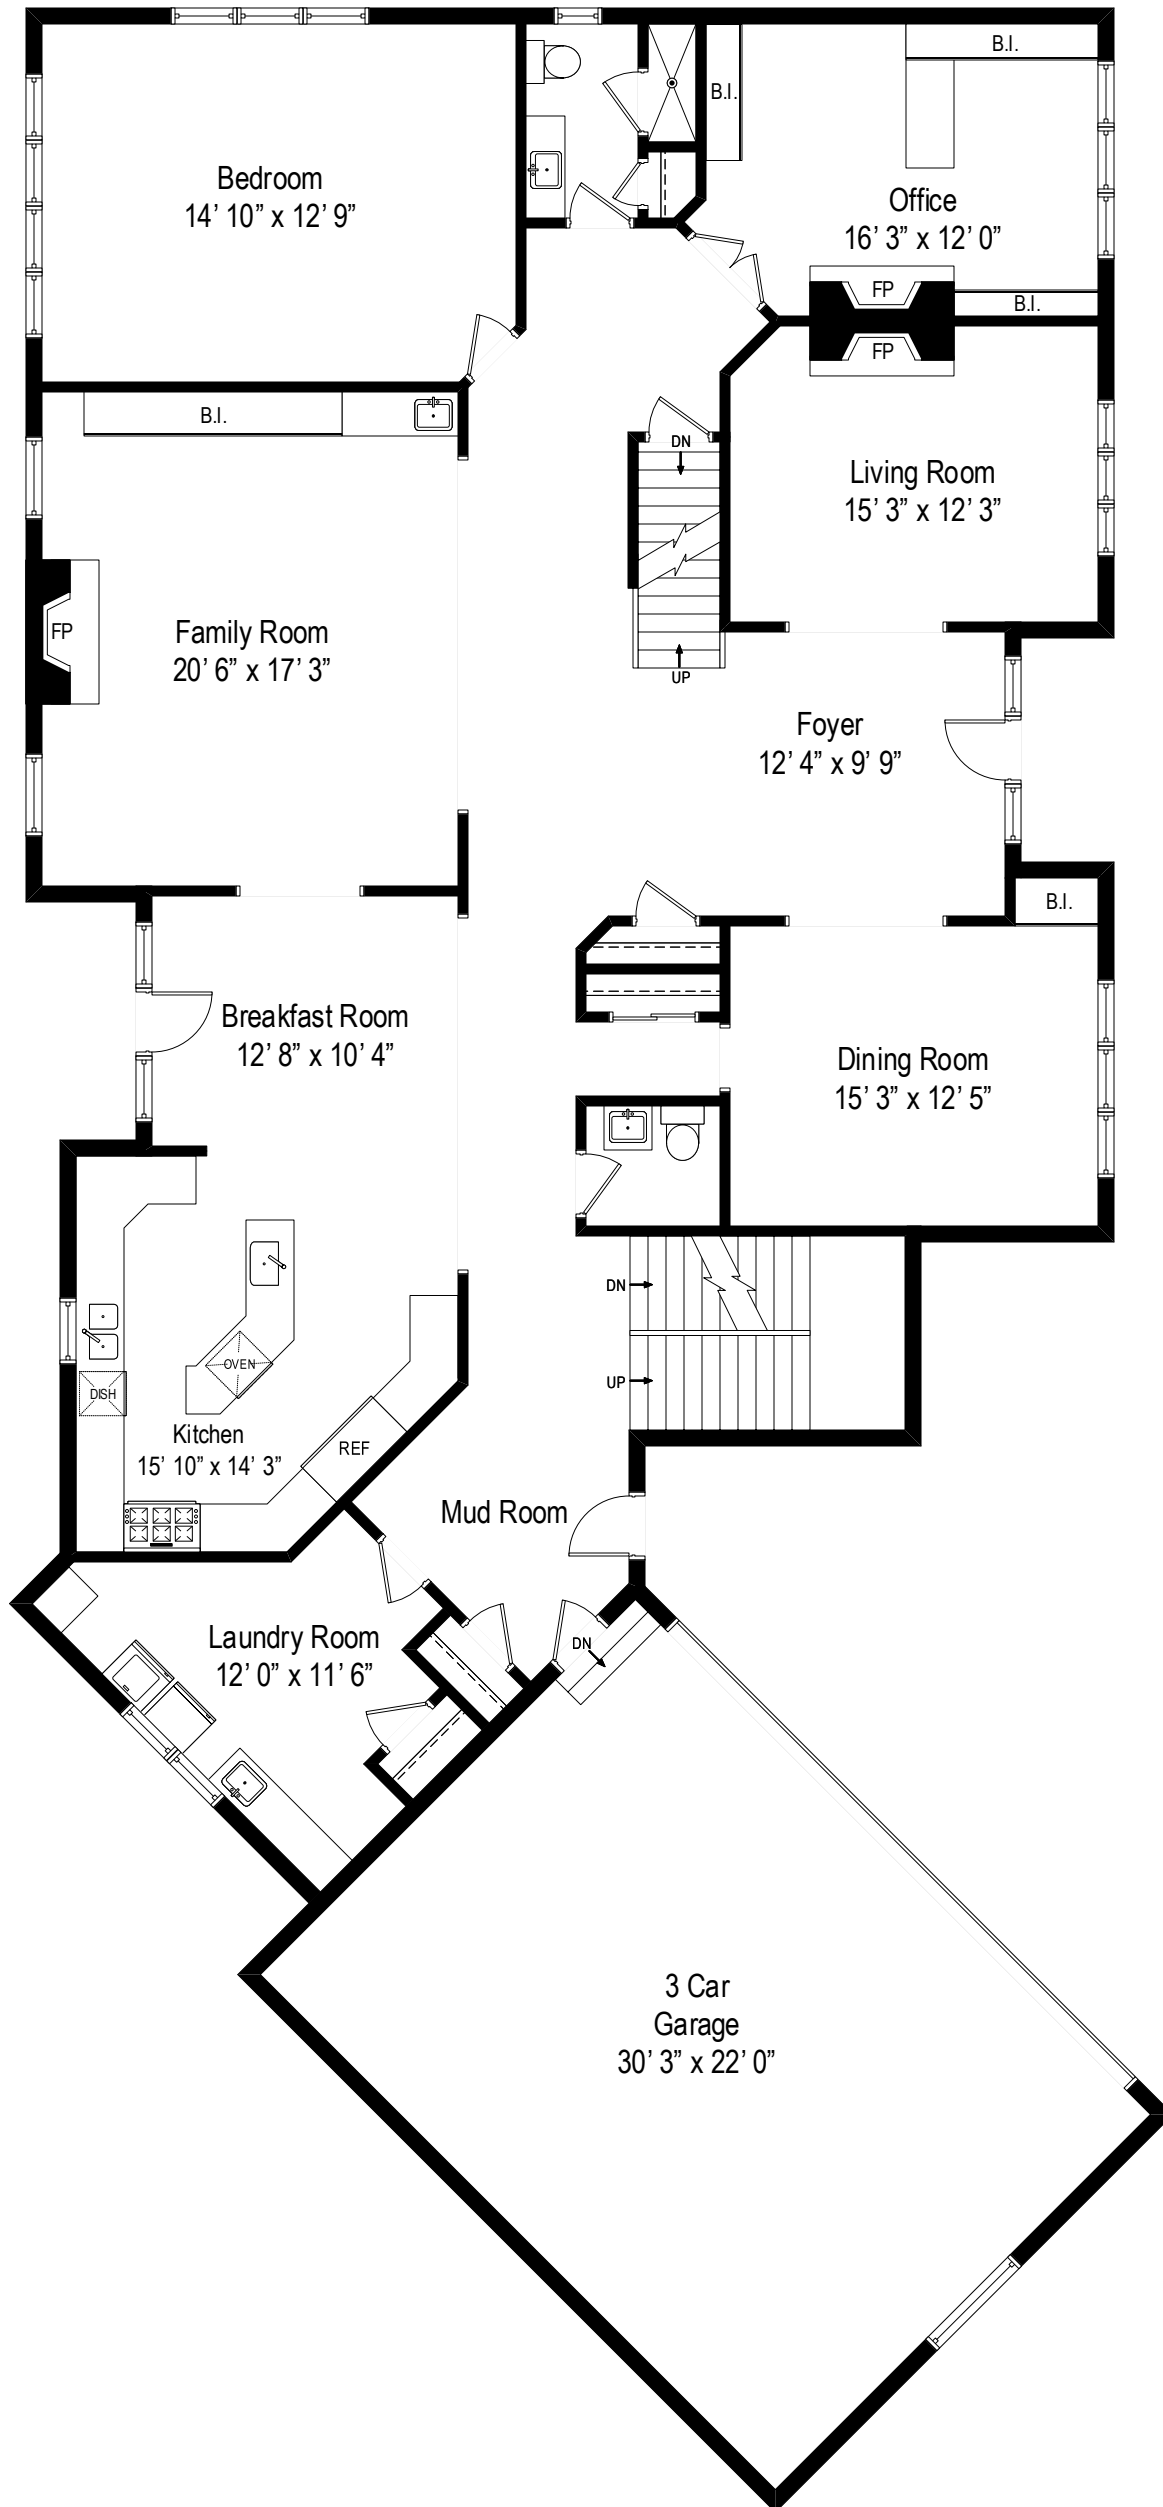 B.I.
B.I.
Bedroom
14’ 10” x 12’ 9”
Office
16’ 3” x 12’ 0”
FP
B.I.
FP
B.I.
DN
Living Room
15’ 3” x 12’ 3”
FP
Family Room
20’ 6” x 17’ 3”
UP
Foyer
12’ 4” x 9’ 9”
B.I.
Breakfast Room
12’ 8” x 10’ 4”
Dining Room
15’ 3” x 12’ 5”
DN
OVEN
UP
DISH
Kitchen
15’ 10” x 14’ 3”
REF
Mud Room
Laundry Room
12’ 0” x 11’ 6”
DN
3 Car
Garage
30’ 3” x 22’ 0”